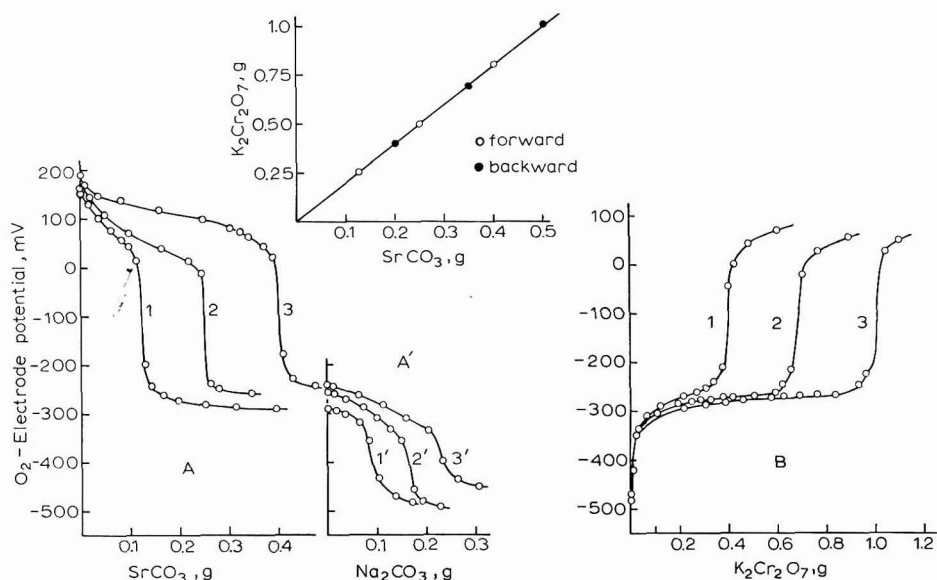 1.0
0.75
0.50
0.25
K₂Cr₂O₇, g
○ forward
● backward
0.1 0.2 0.3 0.4 0.5
SrCO₃, g
200
100
0
-100
-200
-300
-400
-500
O₂-Electrode potential, mV
1 2 3
A
0.1 0.2 0.3 0.4
SrCO₃, g
A′
1′ 2′ 3′
0.1 0.2 0.3
Na₂CO₃, g
100
0
-100
-200
-300
-400
-500
1 2 3
B
0.2 0.4 0.6 0.8 1.0 1.2
K₂Cr₂O₇, g